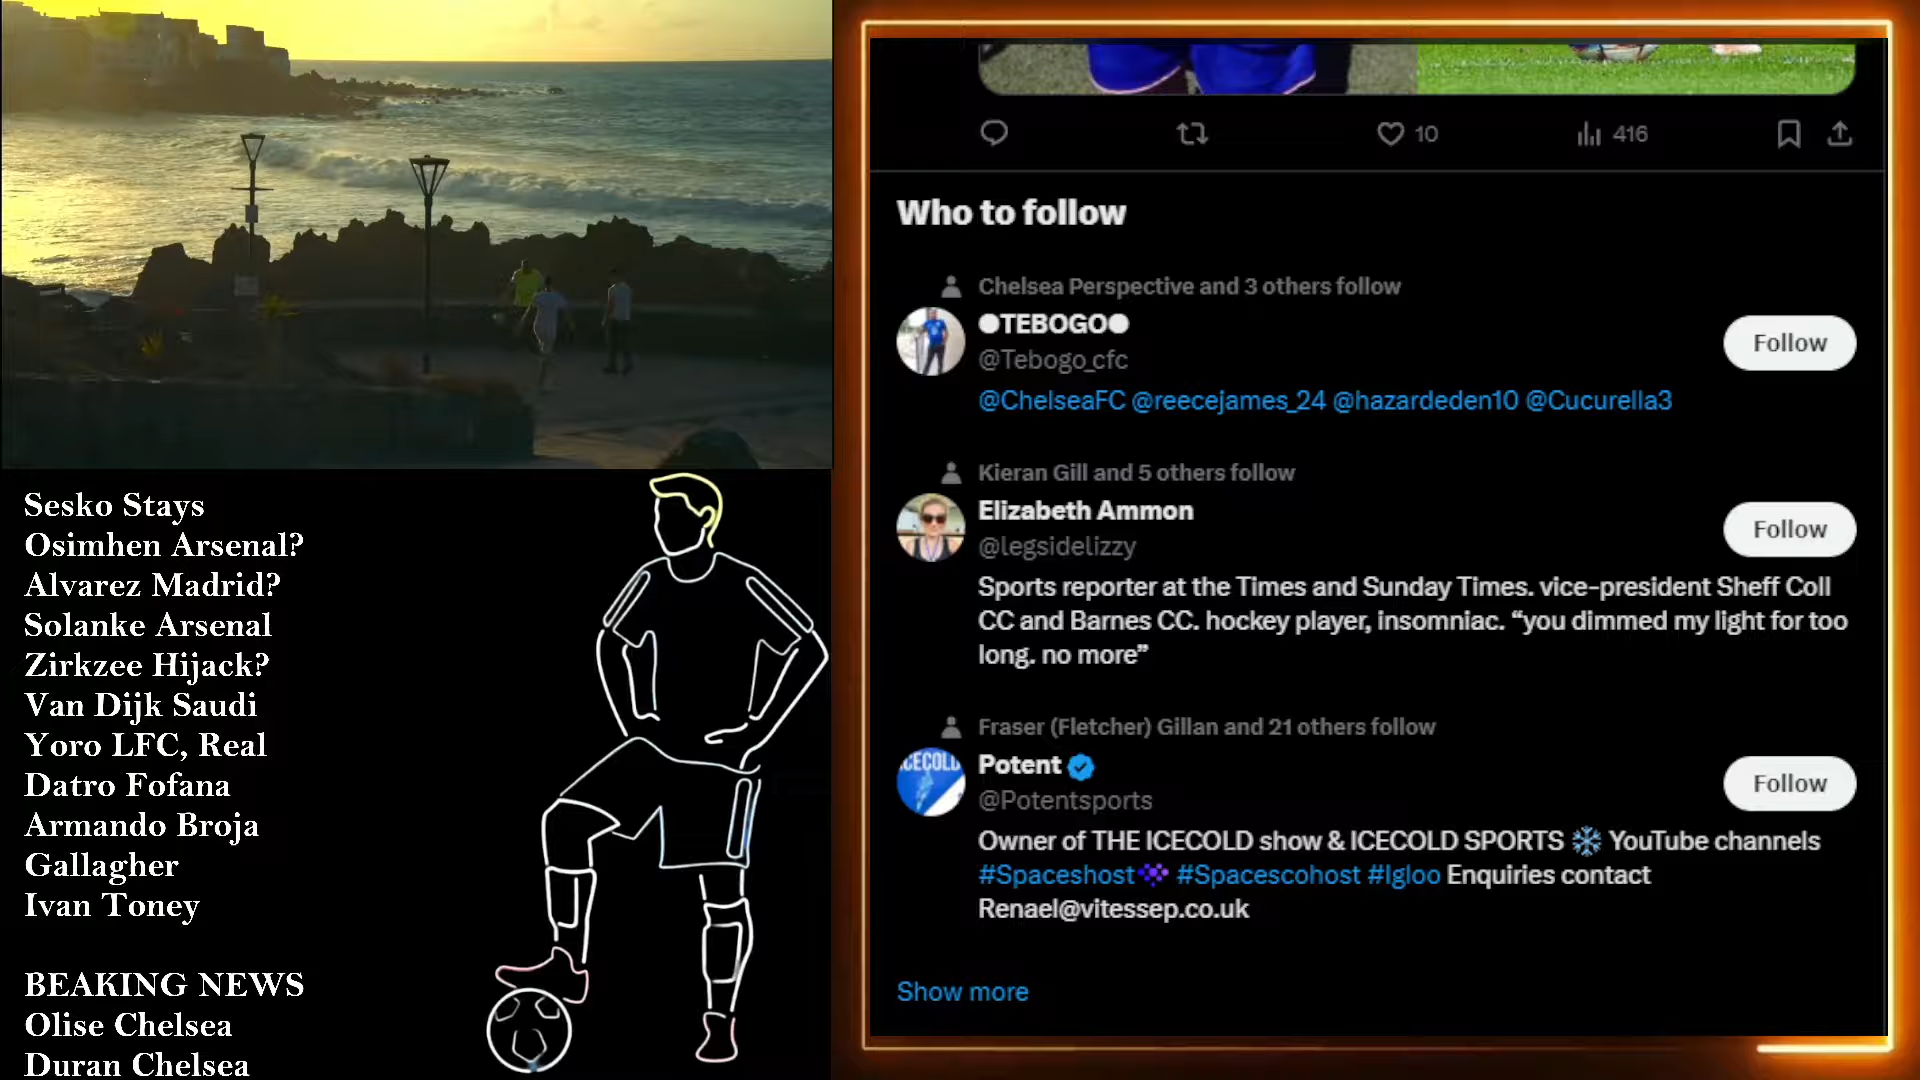 Sesko Stays
Osimhen Arsenal?
Alvarez Madrid?
Solanke Arsenal
Zirkzee Hijack?
Van Dijk Saudi
Yoro LFC, Real
Datro Fofana
Armando Broja
Gallagher
Ivan Toney
BEAKING NEWS
Olise Chelsea
Duran Chelsea
10
416
Who to follow
Chelsea Perspective and 3 others follow
●TEBOGO●
@Tebogo_cfc
Follow
@ChelseaFC @reecejames_24 @hazardeden10 @Cucurella3
Kieran Gill and 5 others follow
Elizabeth Ammon
@legsidelizzy
Follow
Sports reporter at the Times and Sunday Times. vice-president Sheff Coll
CC and Barnes CC. hockey player, insomniac. “you dimmed my light for too
long. no more”
Fraser (Fletcher) Gillan and 21 others follow
Potent
@Potentsports
Follow
ICECOLD
Owner of THE ICECOLD show & ICECOLD SPORTS ❄ YouTube channels
#Spaceshost #Spacescohost #Igloo Enquiries contact
Renael@vitessep.co.uk
Show more